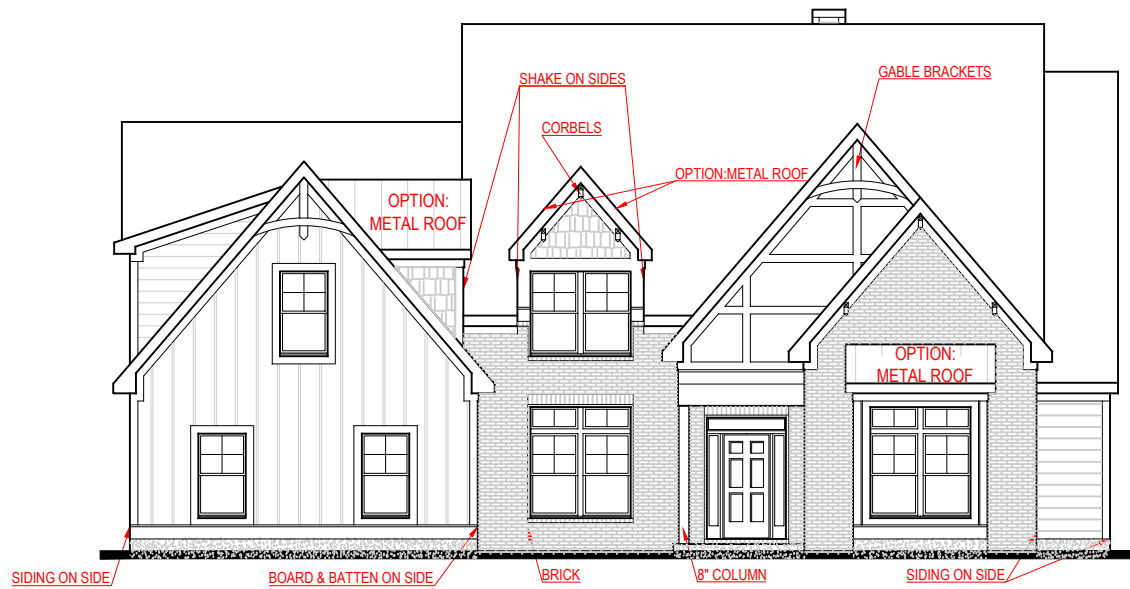 GABLE BRACKETS
SHAKE ON SIDES
CORBELS
OPTION:METAL ROOF
OPTION:
METAL ROOF
OPTION:
METAL ROOF
SIDING ON SIDE
BOARD & BATTEN ON SIDE
BRICK
8" COLUMN
SIDING ON SIDE